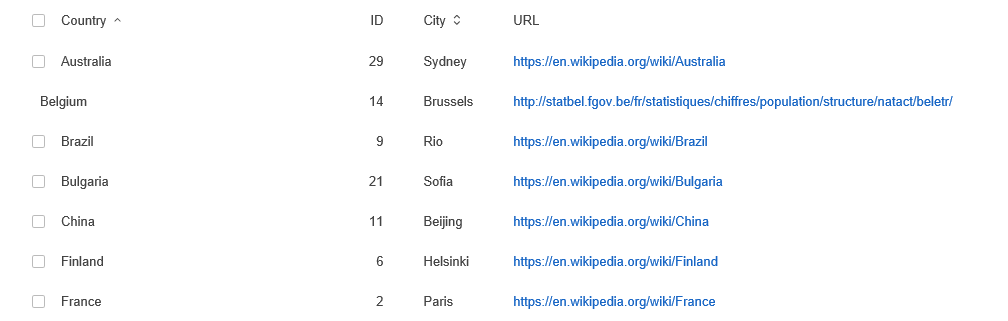 Country ID City URL
Australia 29 Sydney https://en.wikipedia.org/wiki/Australia
Belgium 14 Brussels http://statbel.fgov.be/fr/statistiques/chiffres/population/structure/natact/beletr/
Brazil 9 Rio https://en.wikipedia.org/wiki/Brazil
Bulgaria 21 Sofia https://en.wikipedia.org/wiki/Bulgaria
China 11 Beijing https://en.wikipedia.org/wiki/China
Finland 6 Helsinki https://en.wikipedia.org/wiki/Finland
France 2 Paris https://en.wikipedia.org/wiki/France